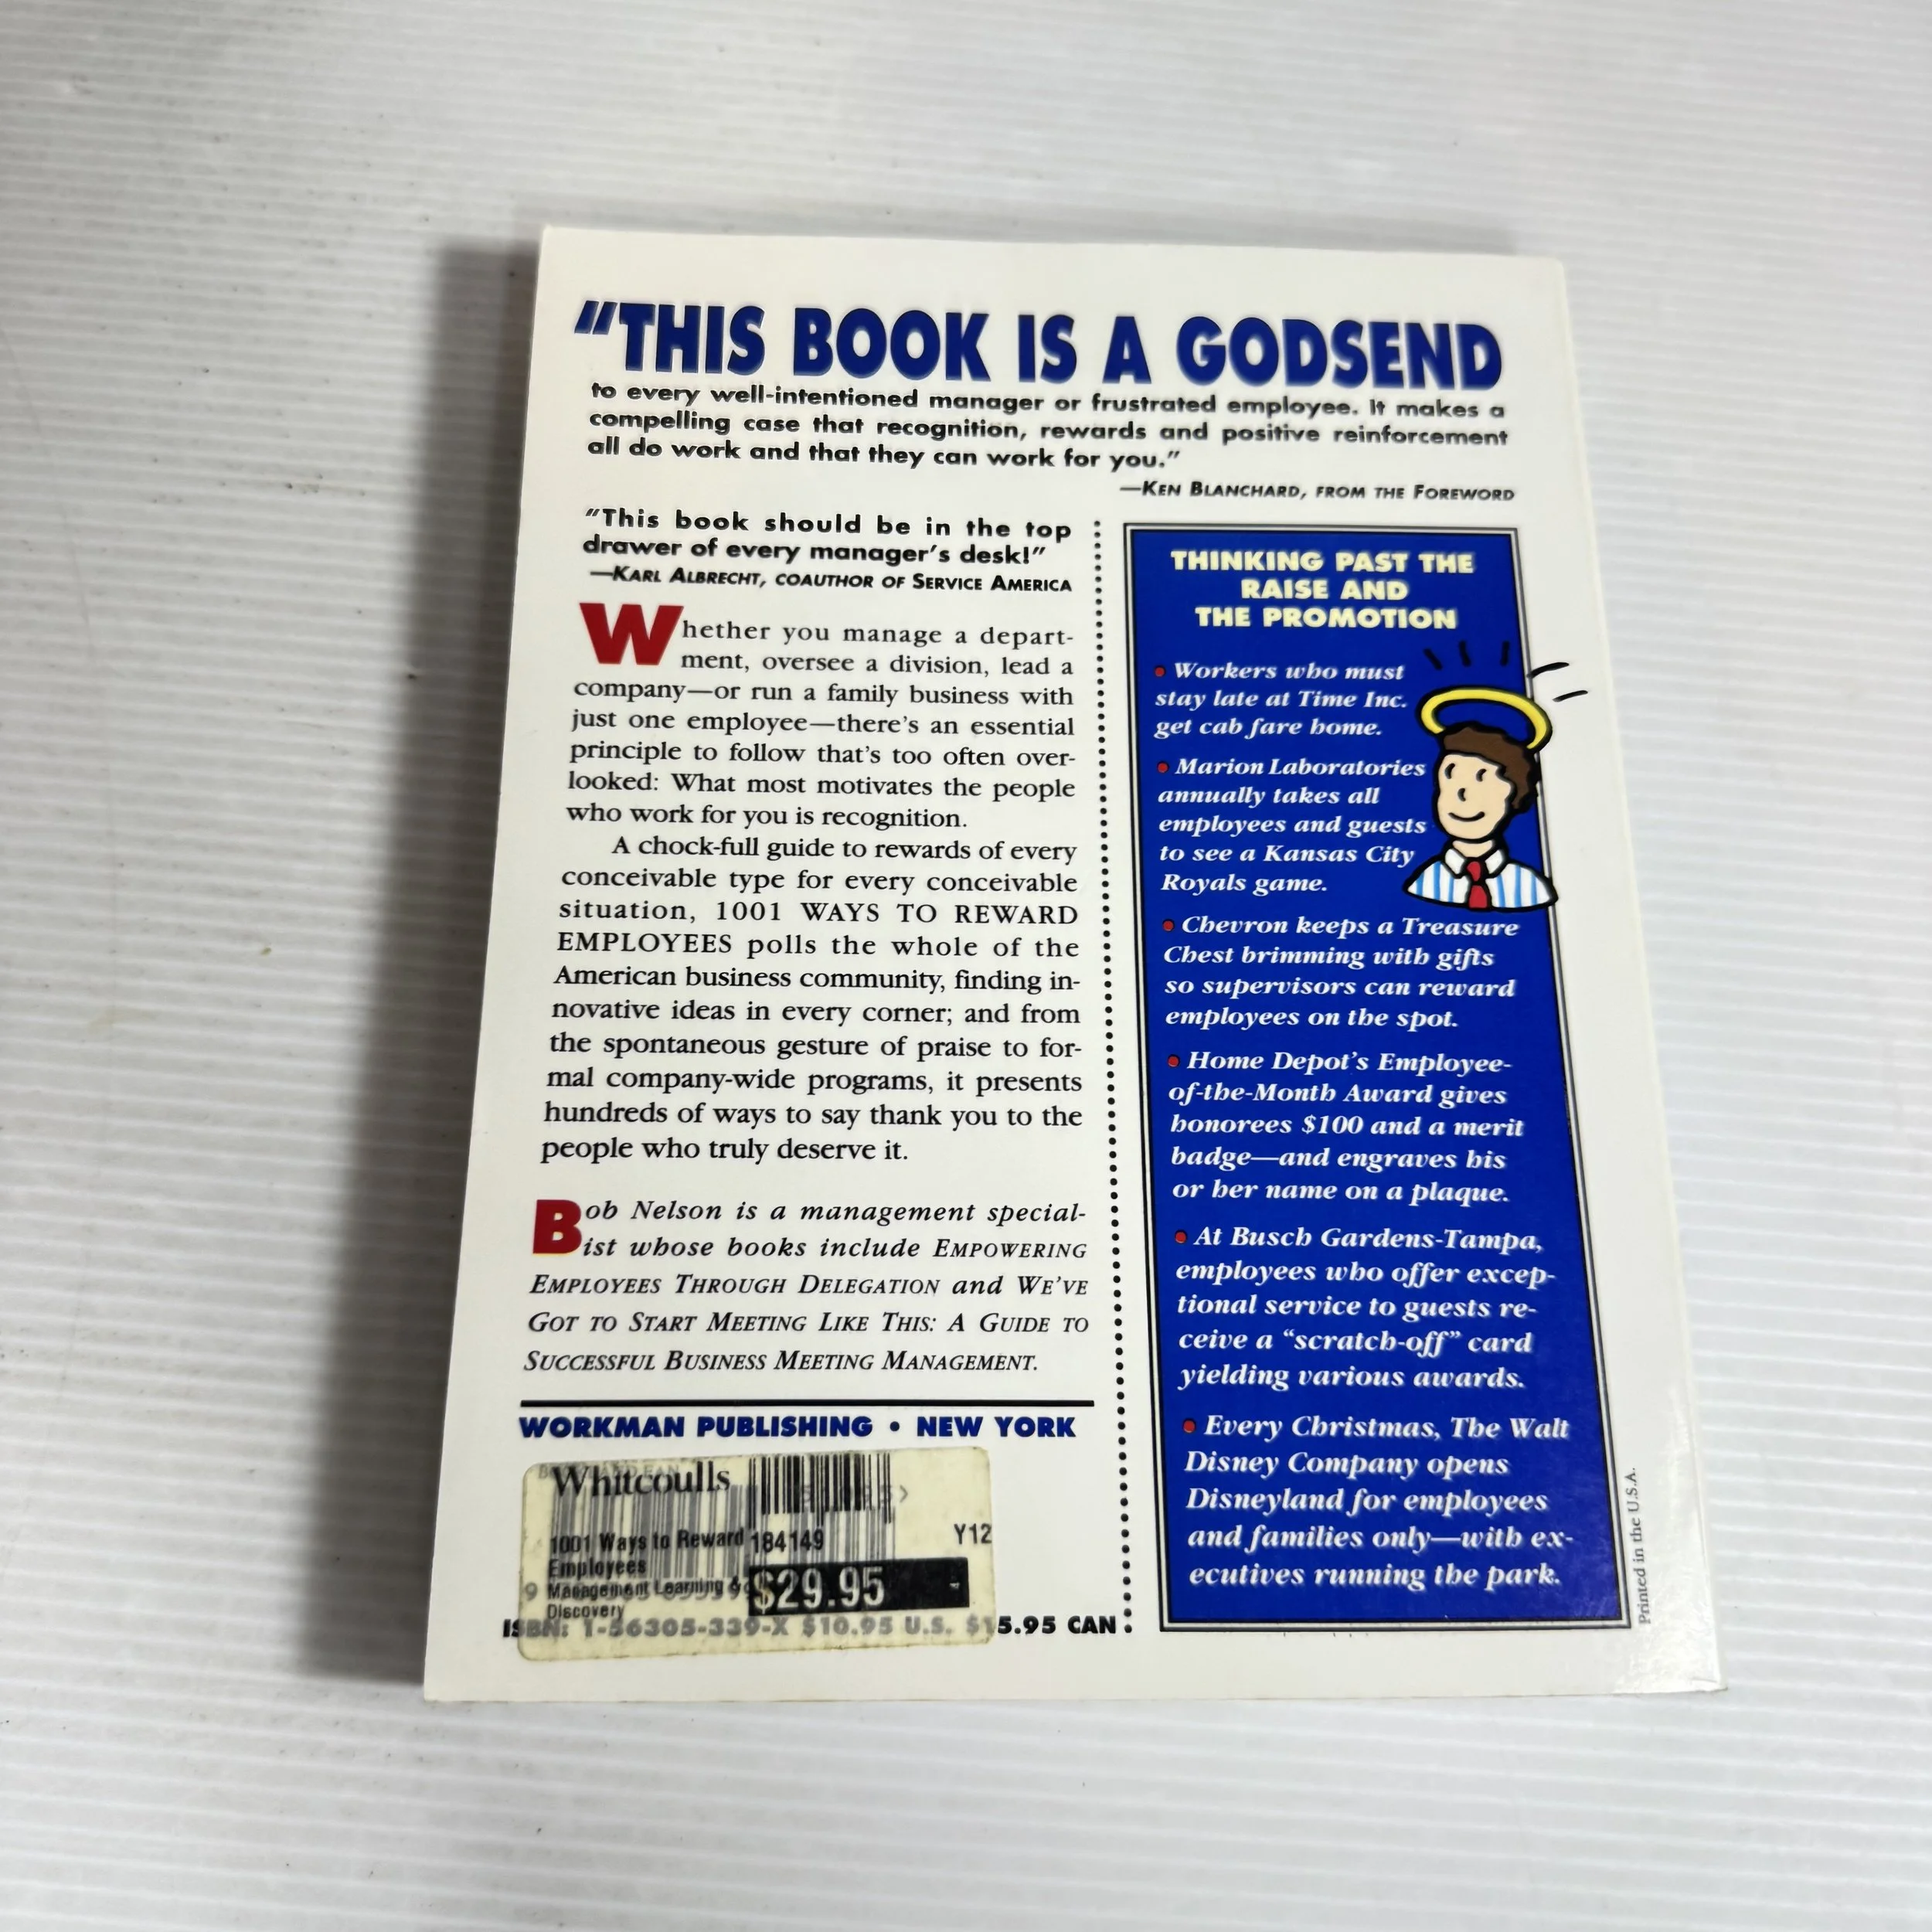 "THIS BOOK IS A GODSEND
to every well-intentioned manager or frustrated employee. It makes a
compelling case that recognition, rewards and positive reinforcement
all do work and that they can work for you."
—KEN BLANCHARD, FROM THE FOREWORD
"This book should be in the top
drawer of every manager's desk!"
—KARL ALBRECHT, COAUTHOR OF SERVICE AMERICA
Whether you manage a depart-
ment, oversee a division, lead a
company—or run a family business with
just one employee—there's an essential
principle to follow that's too often over-
looked: What most motivates the people
who work for you is recognition.
A chock-full guide to rewards of every
conceivable type for every conceivable
situation, 1001 WAYS TO REWARD
EMPLOYEES polls the whole of the
American business community, finding in-
novative ideas in every corner; and from
the spontaneous gesture of praise to for-
mal company-wide programs, it presents
hundreds of ways to say thank you to the
people who truly deserve it.
Bob Nelson is a management special-
ist whose books include EMPOWERING
EMPLOYEES THROUGH DELEGATION and WE'VE
GOT TO START MEETING LIKE THIS: A GUIDE TO
SUCCESSFUL BUSINESS MEETING MANAGEMENT.
WORKMAN PUBLISHING • NEW YORK
Whitcoulls
1001 Ways to Reward 184149 Y12
Employees
Management Learning &
Discovery
$29.95
ISBN: 1-56305-339-X $10.95 U.S. $15.95 CAN
THINKING PAST THE
RAISE AND
THE PROMOTION
• Workers who must
stay late at Time Inc.
get cab fare home.
• Marion Laboratories
annually takes all
employees and guests
to see a Kansas City
Royals game.
• Chevron keeps a Treasure
Chest brimming with gifts
so supervisors can reward
employees on the spot.
• Home Depot's Employee-
of-the-Month Award gives
honorees $100 and a merit
badge—and engraves his
or her name on a plaque.
• At Busch Gardens-Tampa,
employees who offer excep-
tional service to guests re-
ceive a "scratch-off" card
yielding various awards.
• Every Christmas, The Walt
Disney Company opens
Disneyland for employees
and families only—with ex-
ecutives running the park.
Printed in the U.S.A.